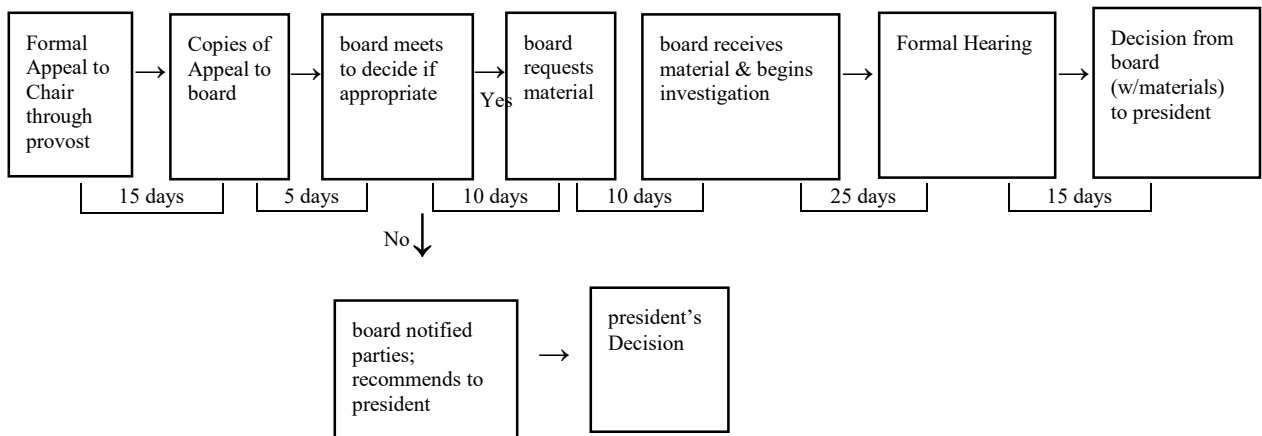 Formal
Appeal to
Chair
through
provost
Copies of
Appeal to
board
board meets
to decide if
appropriate
Yes
board
requests
material
board receives
material & begins
investigation
Formal Hearing
Decision from
board
(w/materials)
to president
15 days
5 days
10 days
10 days
25 days
15 days
No
board notified
parties;
recommends to
president
president’s
Decision